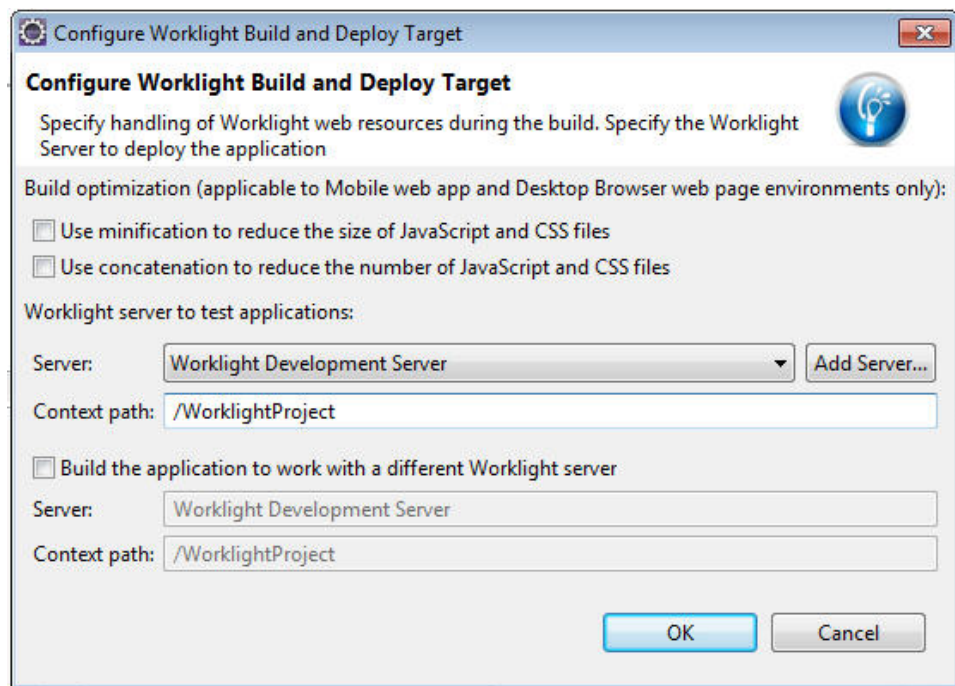 Configure Worklight Build and Deploy Target
Configure Worklight Build and Deploy Target
Specify handling of Worklight web resources during the build. Specify the Worklight
Server to deploy the application
Build optimization (applicable to Mobile web app and Desktop Browser web page environments only):
Use minification to reduce the size of JavaScript and CSS files
Use concatenation to reduce the number of JavaScript and CSS files
Worklight server to test applications:
Server: Worklight Development Server Add Server...
Context path: /WorklightProject
Build the application to work with a different Worklight server
Server: Worklight Development Server
Context path: /WorklightProject
OK Cancel